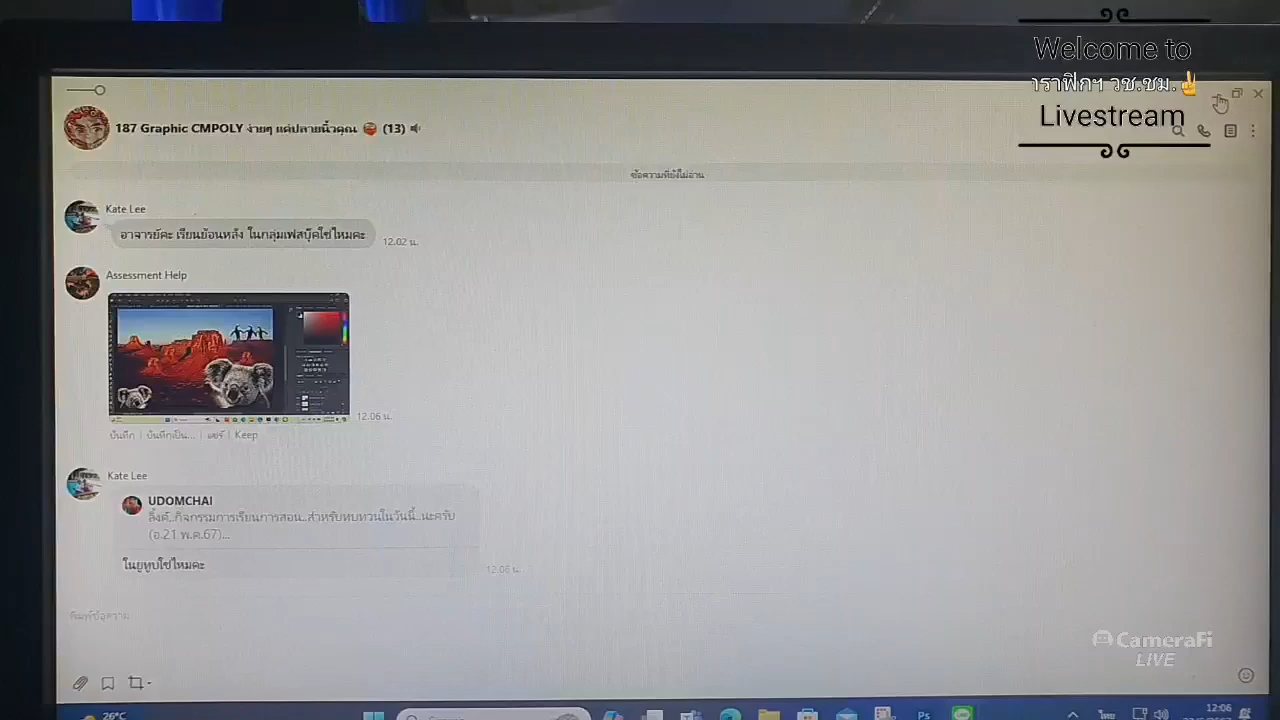 Welcome to
าราฟิกฯ วช.ชม.✌
Livestream
187 Graphic CMPOLY ง่ายๆ แค่ปลายนิ้วคุณ (13)
ข้อความที่ยังไม่อ่าน
Kate Lee
อาจารย์คะ เรียนย้อนหลัง ในกลุ่มเฟสบุ๊คใช่ไหมคะ
12.02 น.
Assessment Help
12.06 น.
บันทึก | บันทึกเป็น... | แชร์ | Keep
Kate Lee
UDOMCHAI
ลิ้งค์..กิจกรรมการเรียนการสอน..สำหรับทบทวนในวันนี้..นะครับ
(อ.21 พ.ค.67)...
ในยูทูบใช่ไหมคะ
12.06 น.
พิมพ์ข้อความ
CameraFi
LIVE
26°C
Ps
ไทย
12:06